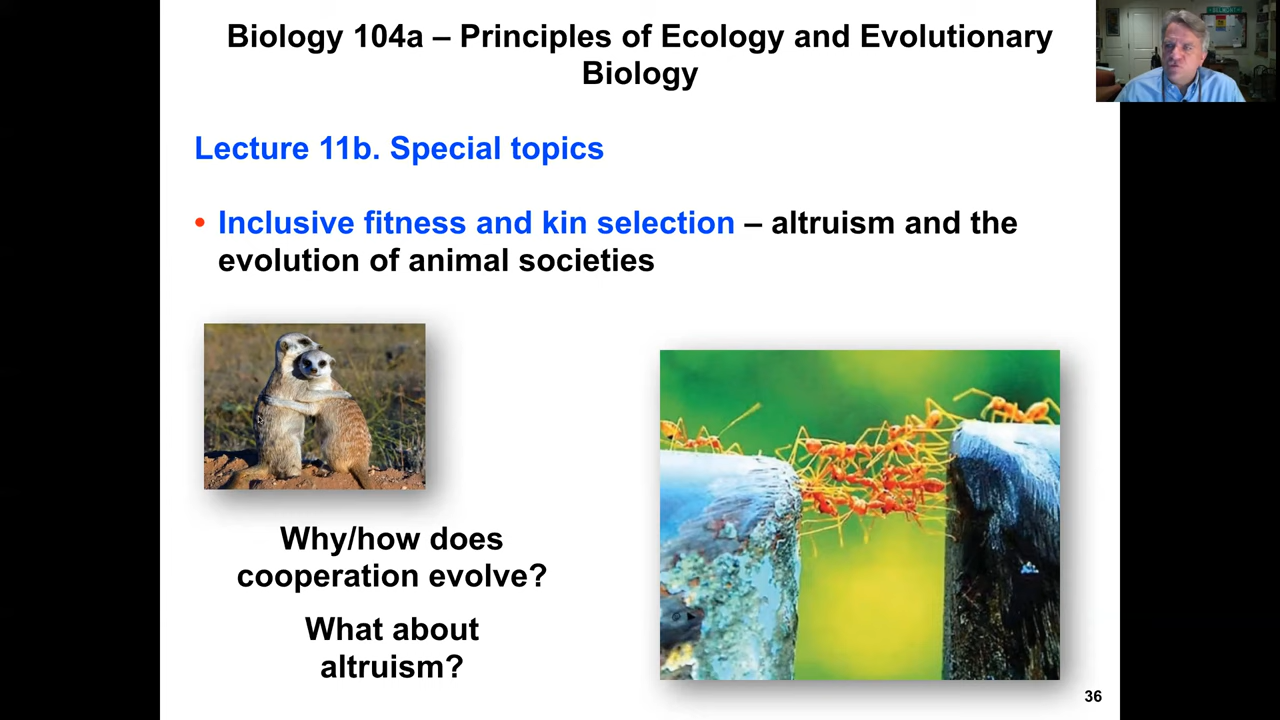 Biology 104a – Principles of Ecology and Evolutionary
Biology
Lecture 11b. Special topics
• Inclusive fitness and kin selection – altruism and the
evolution of animal societies
Why/how does
cooperation evolve?
What about
altruism?
36